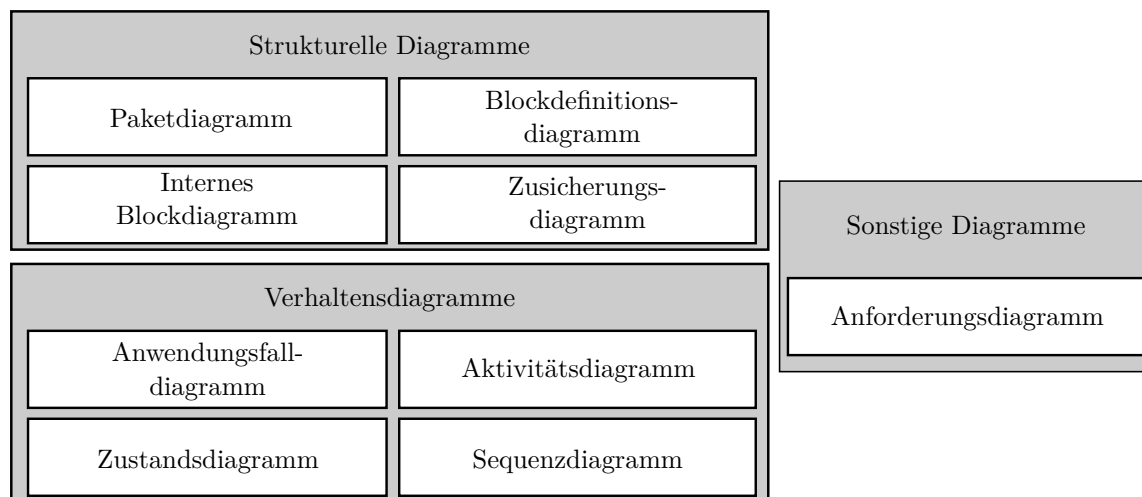 Strukturelle Diagramme
Paketdiagramm
Blockdefinitions-
diagramm
Internes
Blockdiagramm
Zusicherungs-
diagramm
Verhaltensdiagramme
Anwendungsfall-
diagramm
Aktivitätsdiagramm
Zustandsdiagramm
Sequenzdiagramm
Sonstige Diagramme
Anforderungsdiagramm